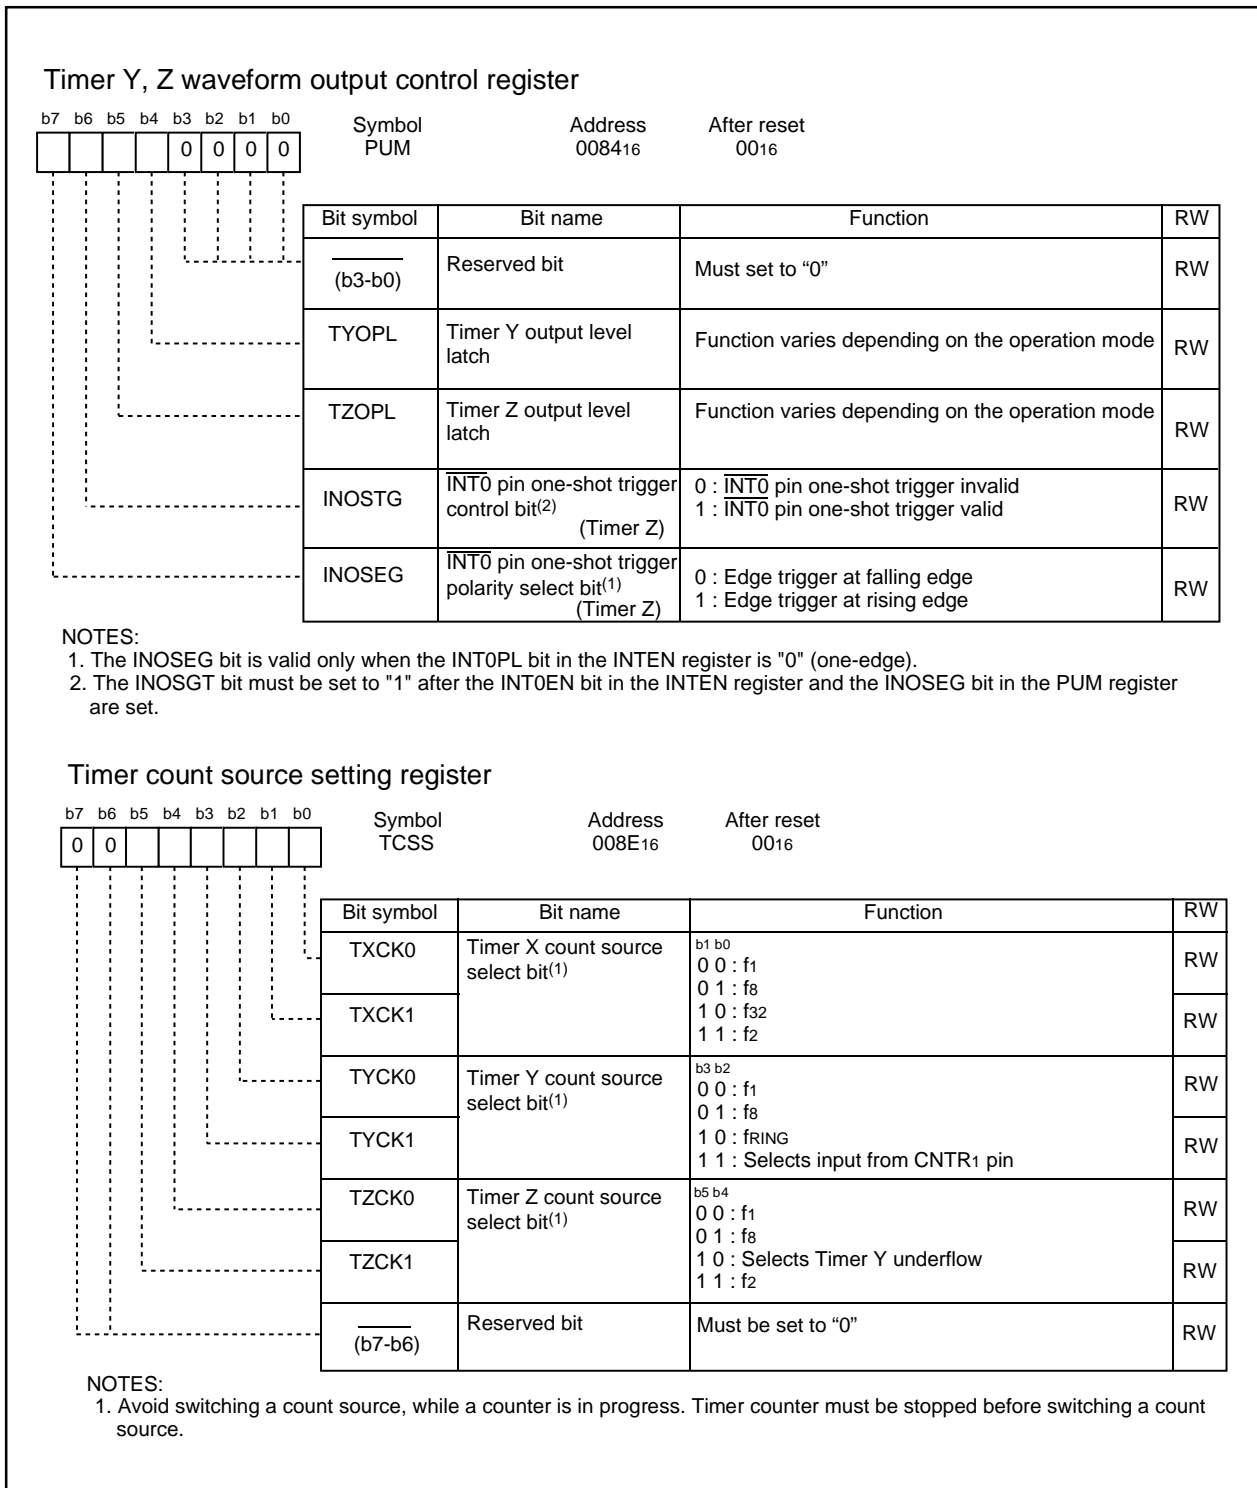 Timer Y, Z waveform output control register
b7 b6 b5 b4 b3 b2 b1 b0
Symbol Address After reset
0 0 0 0
PUM 008416 0016
Bit symbol Bit name Function RW
(b3-b0) Reserved bit Must set to “0” RW
TYOPL Timer Y output level Function varies depending on the operation mode RW
latch
TZOPL Timer Z output level Function varies depending on the operation mode RW
latch
INOSTG INT0 pin one-shot trigger 0 : INT0 pin one-shot trigger invalid RW
control bit(2) 1 : INT0 pin one-shot trigger valid
(Timer Z)
INOSEG INT0 pin one-shot trigger 0 : Edge trigger at falling edge RW
polarity select bit(1) 1 : Edge trigger at rising edge
(Timer Z)
NOTES:
1. The INOSEG bit is valid only when the INT0PL bit in the INTEN register is "0" (one-edge).
2. The INOSGT bit must be set to "1" after the INT0EN bit in the INTEN register and the INOSEG bit in the PUM register
are set.
Timer count source setting register
b7 b6 b5 b4 b3 b2 b1 b0
Symbol Address After reset
0 0
TCSS 008E16 0016
Bit symbol Bit name Function RW
TXCK0 Timer X count source b1 b0 RW
select bit(1) 0 0 : f1
0 1 : f8
TXCK1 1 0 : f32 RW
1 1 : f2
TYCK0 Timer Y count source b3 b2 RW
select bit(1) 0 0 : f1
0 1 : f8
TYCK1 1 0 : fRING RW
1 1 : Selects input from CNTR1 pin
TZCK0 Timer Z count source b5 b4 RW
select bit(1) 0 0 : f1
0 1 : f8
TZCK1 1 0 : Selects Timer Y underflow RW
1 1 : f2
(b7-b6) Reserved bit Must be set to “0” RW
NOTES:
1. Avoid switching a count source, while a counter is in progress. Timer counter must be stopped before switching a count
source.